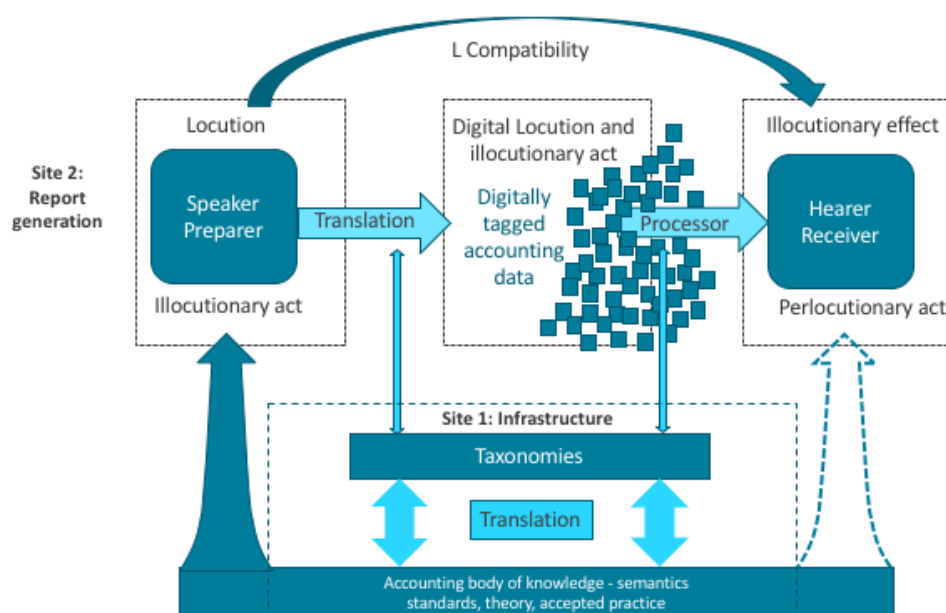 L Compatibility
Site 2:
Report
generation
Locution
Speaker
Preparer
Illocutionary act
Translation
Digital Locution and
illocutionary act
Digitally
tagged
accounting
data
Processor
Illocutionary effect
Hearer
Receiver
Perlocutionary act
Site 1: Infrastructure
Taxonomies
Translation
Accounting body of knowledge - semantics
standards, theory, accepted practice